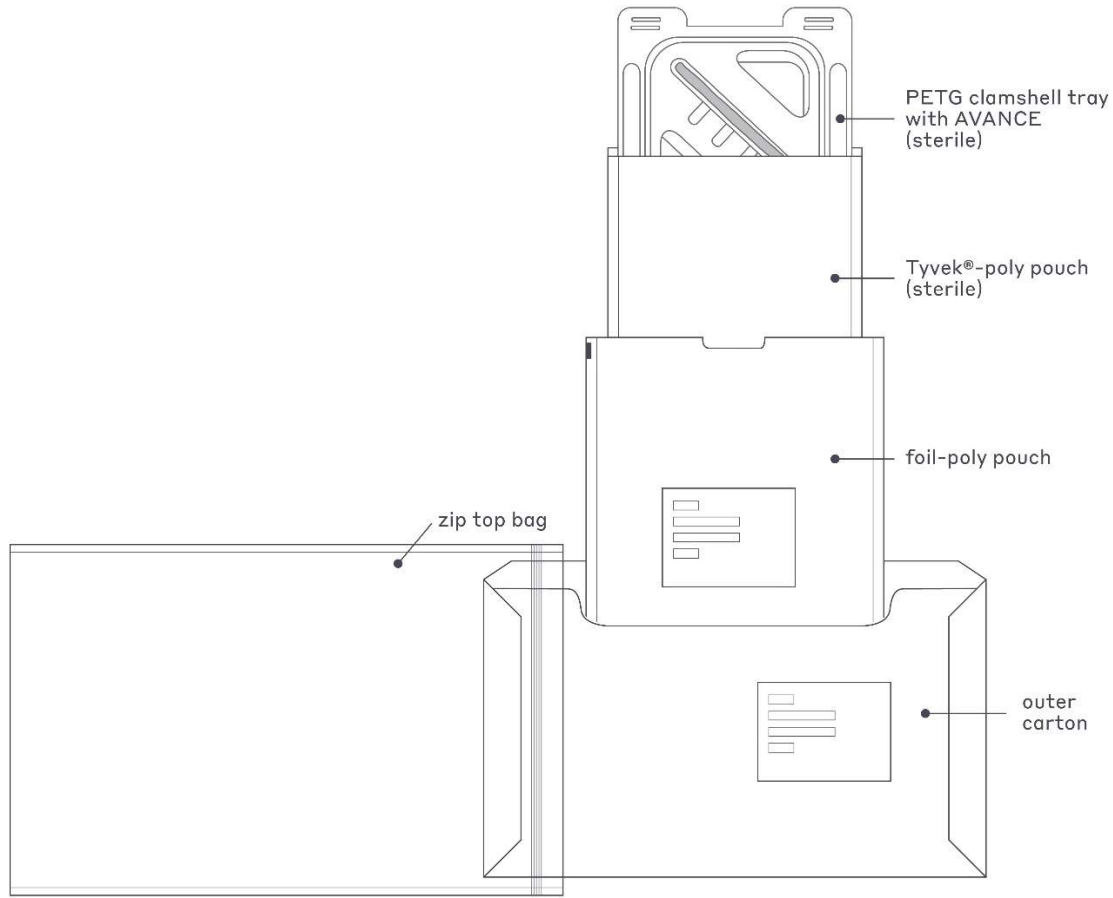 PETG clamshell tray
with AVANCE
(sterile)
Tyvek®-poly pouch
(sterile)
foil-poly pouch
zip top bag
outer
carton